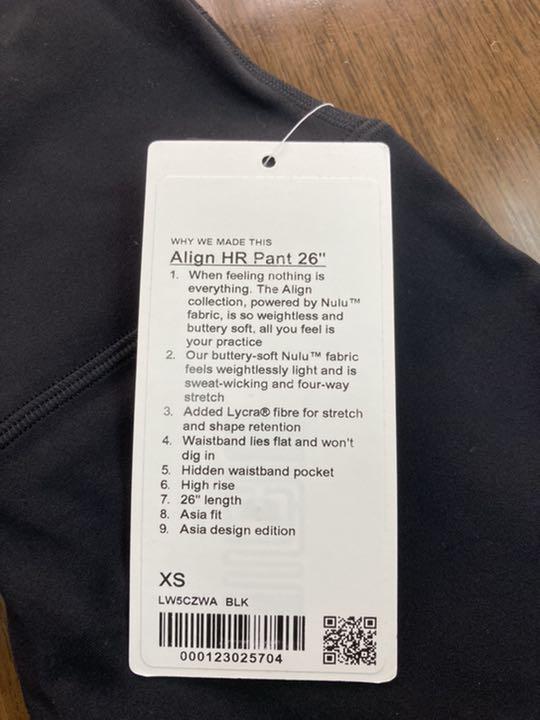 WHY WE MADE THIS
Align HR Pant 26"
1. When feeling nothing is
everything. The Align
collection, powered by Nulu™
fabric, is so weightless and
buttery soft, all you feel is
your practice
2. Our buttery-soft Nulu™ fabric
feels weightlessly light and is
sweat-wicking and four-way
stretch
3. Added Lycra® fibre for stretch
and shape retention
4. Waistband lies flat and won't
dig in
5. Hidden waistband pocket
6. High rise
7. 26" length
8. Asia fit
9. Asia design edition
XS
LW5CZWA BLK
000123025704